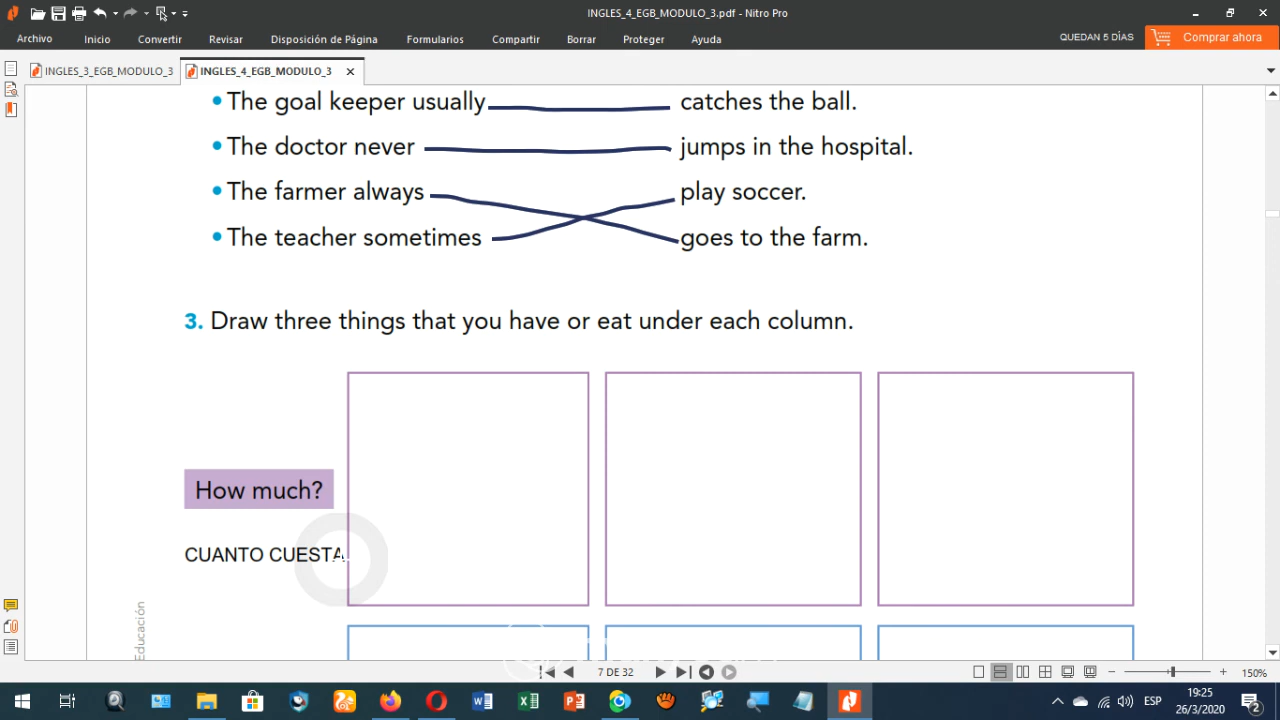 INGLES_4_EGB_MODULO_3.pdf - Nitro Pro
Archivo Inicio Convertir Revisar Disposición de Página Formularios Compartir Borrar Proteger Ayuda QUEDAN 5 DÍAS Comprar ahora
INGLES_3_EGB_MODULO_3 INGLES_4_EGB_MODULO_3
• The goal keeper usually catches the ball.
• The doctor never jumps in the hospital.
• The farmer always play soccer.
• The teacher sometimes goes to the farm.
3. Draw three things that you have or eat under each column.
How much?
CUANTO CUESTA
Educación
7 DE 32 150%
ESP 19:25
26/3/2020 2